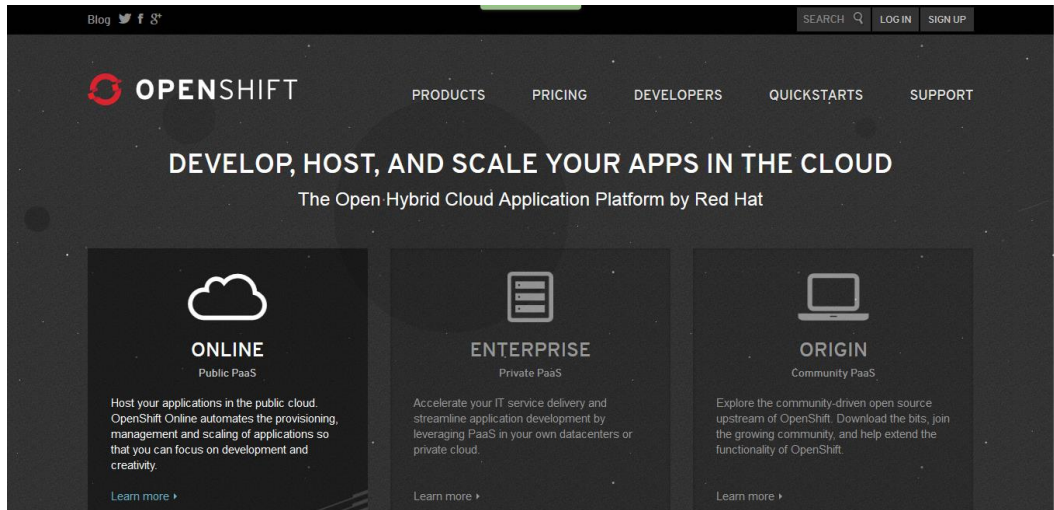 Blog f g+
SEARCH LOG IN SIGN UP
OPENSHIFT
PRODUCTS PRICING DEVELOPERS QUICKSTARTS SUPPORT
DEVELOP, HOST, AND SCALE YOUR APPS IN THE CLOUD
The Open Hybrid Cloud Application Platform by Red Hat
ONLINE
Public PaaS
Host your applications in the public cloud.
OpenShift Online automates the provisioning,
management and scaling of applications so
that you can focus on development and
creativity.
Learn more
ENTERPRISE
Private PaaS
Accelerate your IT service delivery and
streamline application development by
leveraging PaaS in your own datacenters or
private cloud.
Learn more
ORIGIN
Community PaaS
Explore the community-driven open source
upstream of OpenShift. Download the bits, join
the growing community, and help extend the
functionality of OpenShift.
Learn more